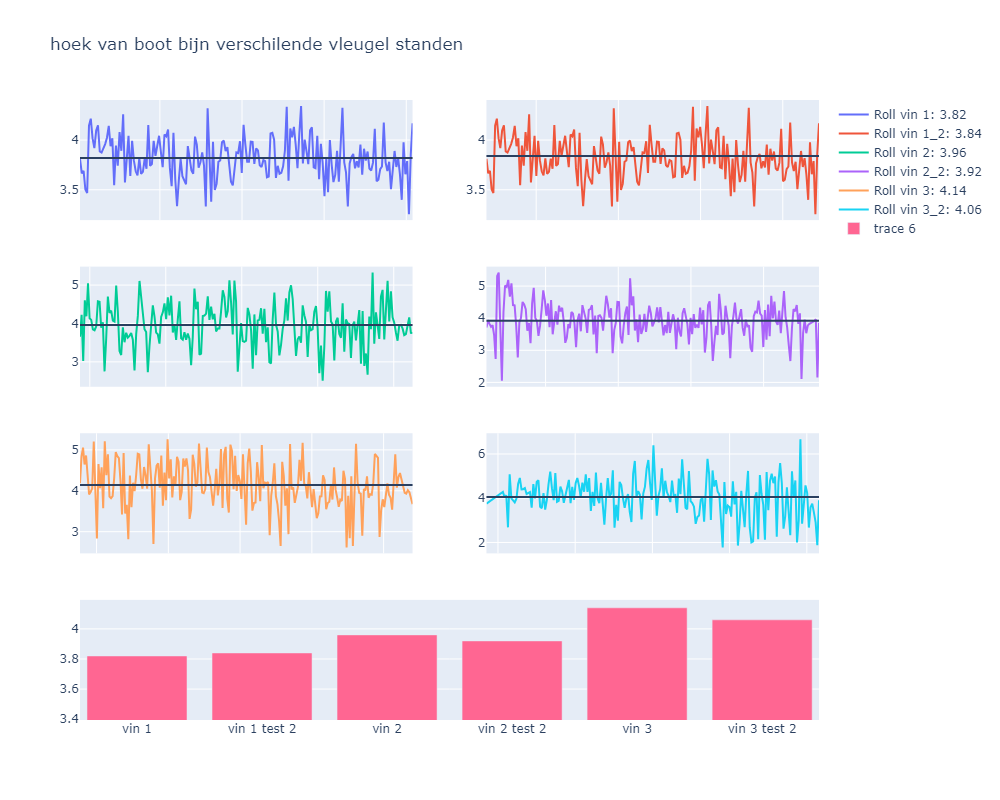 hoek van boot bijn verschilende vleugel standen
4
3.5
4
3.5
Roll vin 1: 3.82
Roll vin 1_2: 3.84
Roll vin 2: 3.96
Roll vin 2_2: 3.92
Roll vin 3: 4.14
Roll vin 3_2: 4.06
trace 6
5
4
3
5
4
3
2
5
4
3
6
4
2
4
3.8
3.6
3.4
vin 1 vin 1 test 2 vin 2 vin 2 test 2 vin 3 vin 3 test 2